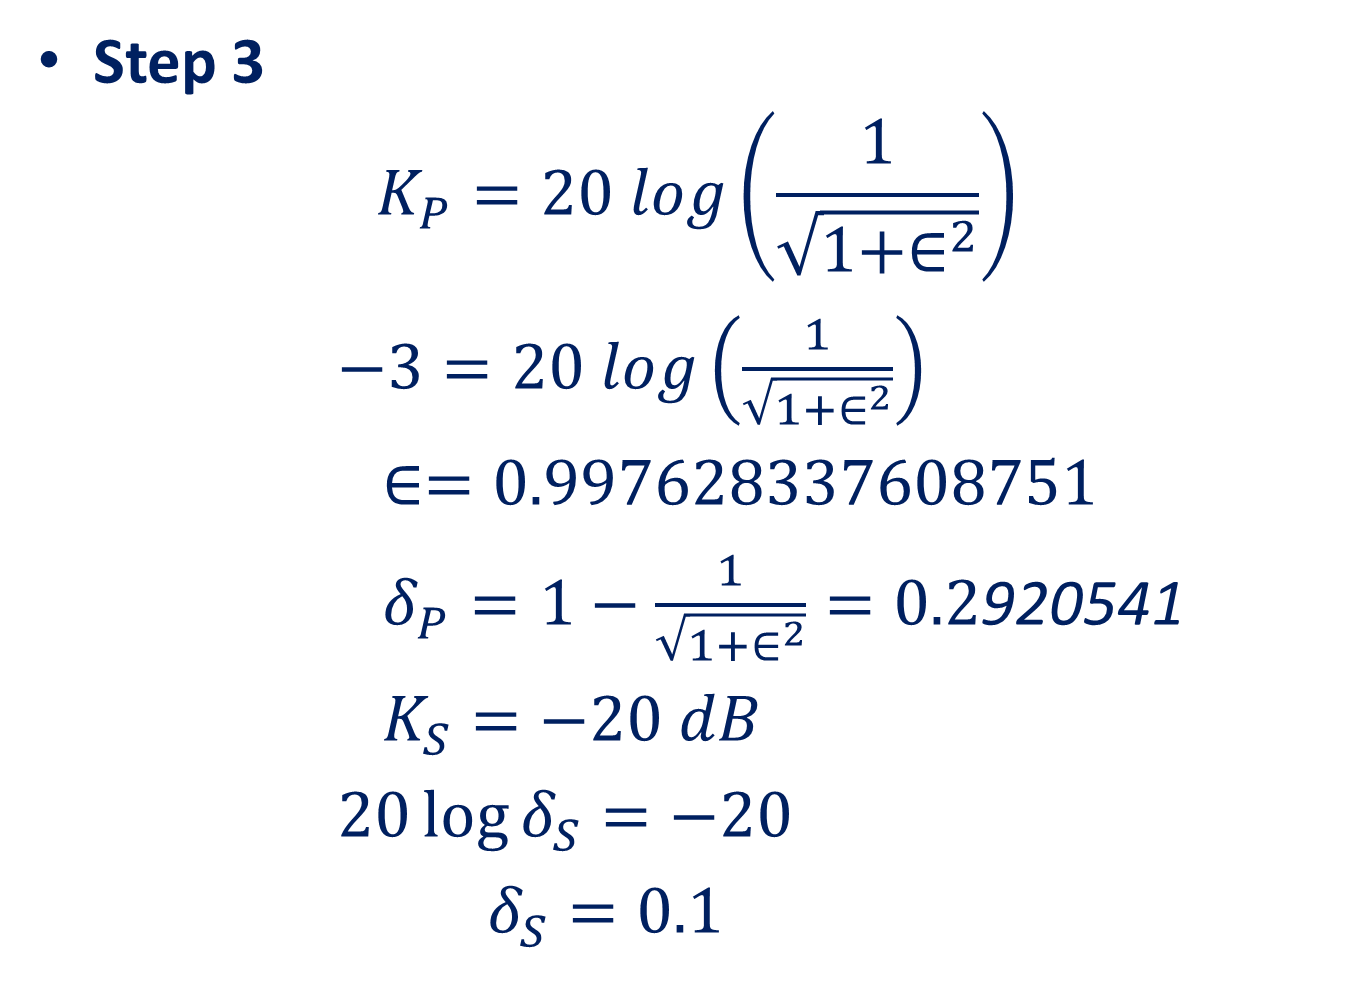 • Step 3
K_P = 20 log(1/√(1+∈²))
−3 = 20 log(1/√(1+∈²))
∈= 0.997628337608751
δ_P = 1 − 1/√(1+∈²) = 0.2920541
K_S = −20 dB
20 log δ_S = −20
δ_S = 0.1